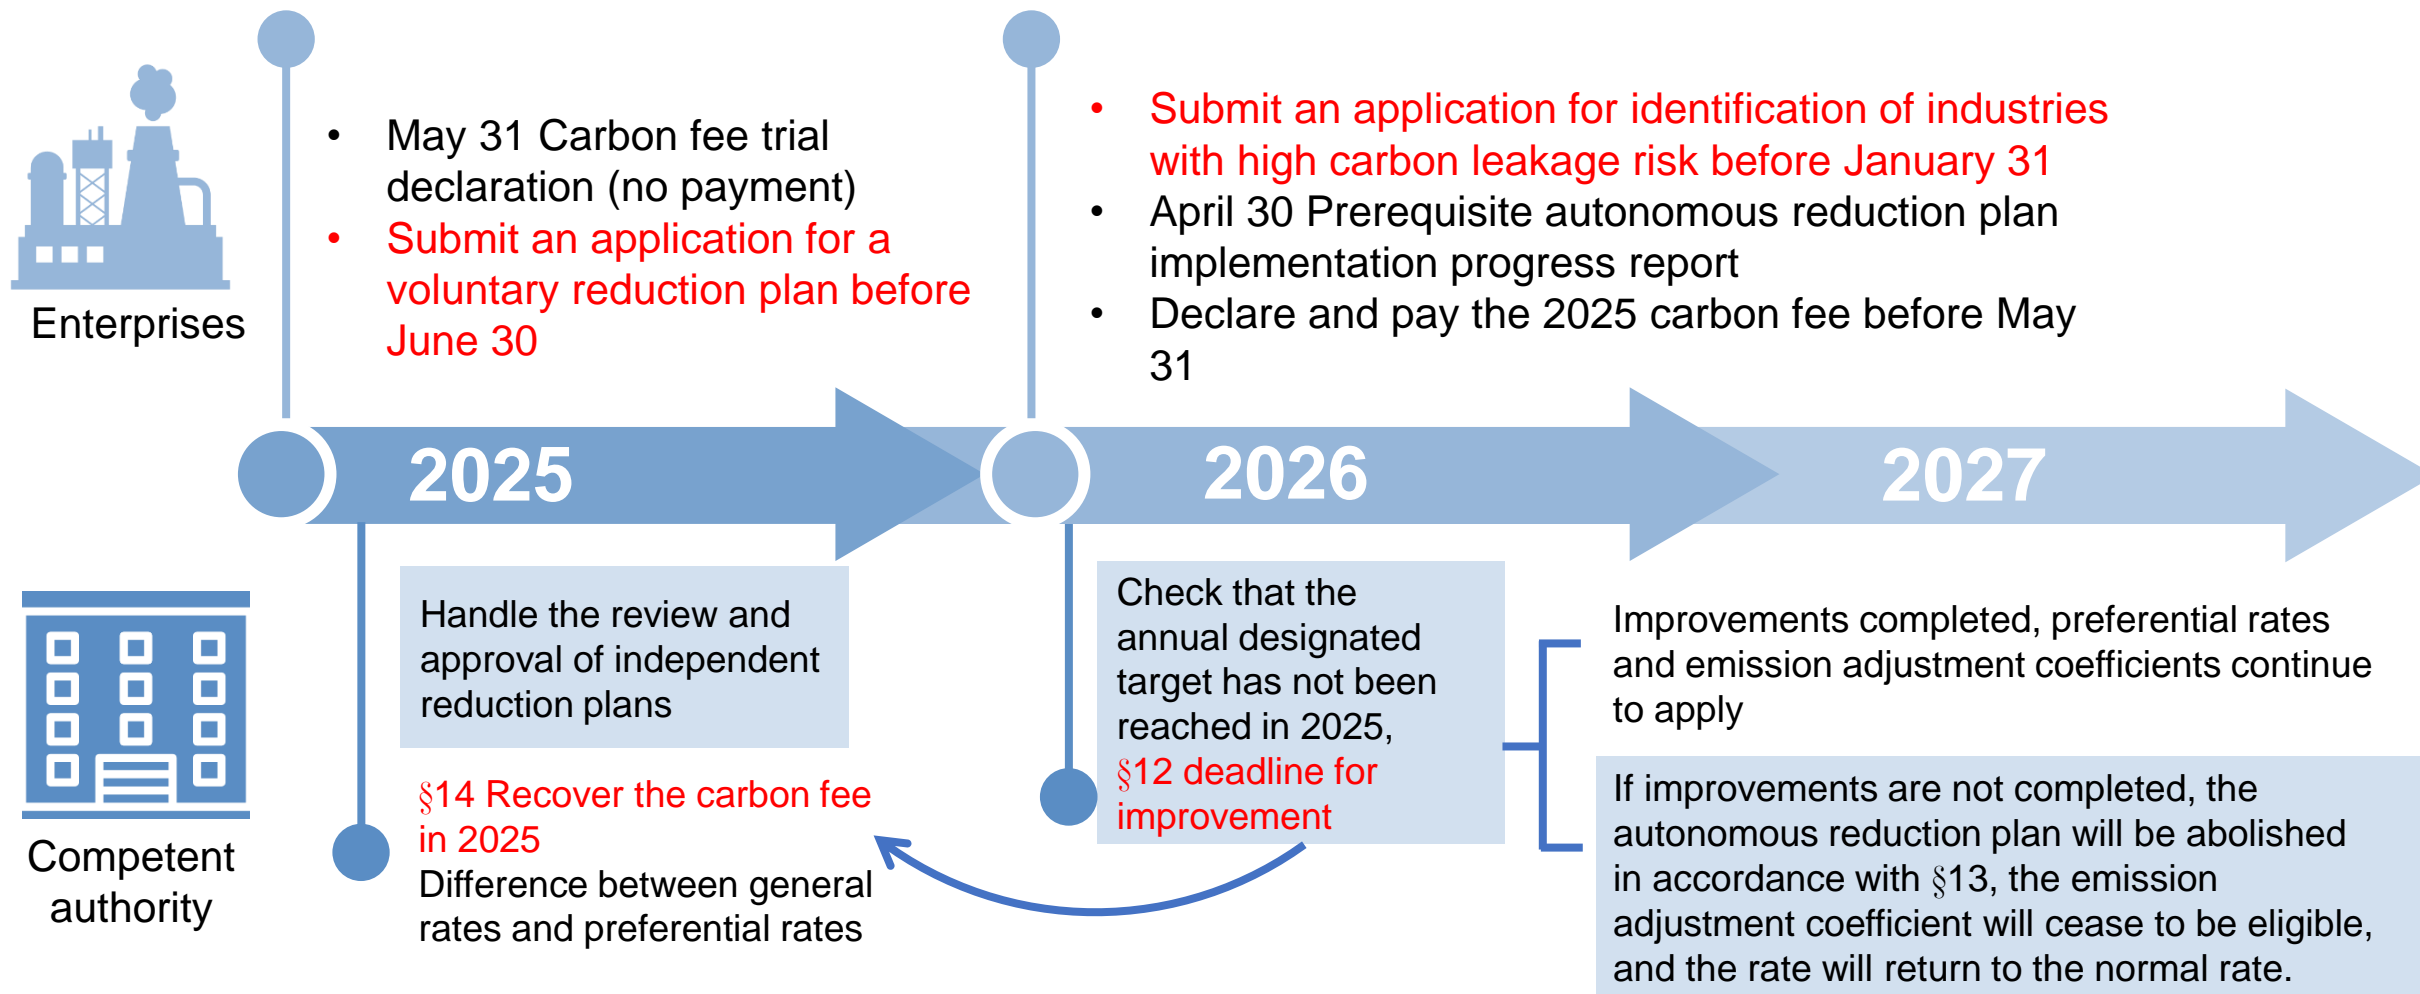 Enterprises
• May 31 Carbon fee trial
declaration (no payment)
• Submit an application for a
voluntary reduction plan before
June 30
• Submit an application for identification of industries
with high carbon leakage risk before January 31
• April 30 Prerequisite autonomous reduction plan
implementation progress report
• Declare and pay the 2025 carbon fee before May
31
2025
2026
2027
Competent
authority
Handle the review and
approval of independent
reduction plans
§14 Recover the carbon fee
in 2025
Difference between general
rates and preferential rates
Check that the
annual designated
target has not been
reached in 2025,
§12 deadline for
improvement
Improvements completed, preferential rates
and emission adjustment coefficients continue
to apply
If improvements are not completed, the
autonomous reduction plan will be abolished
in accordance with §13, the emission
adjustment coefficient will cease to be eligible,
and the rate will return to the normal rate.